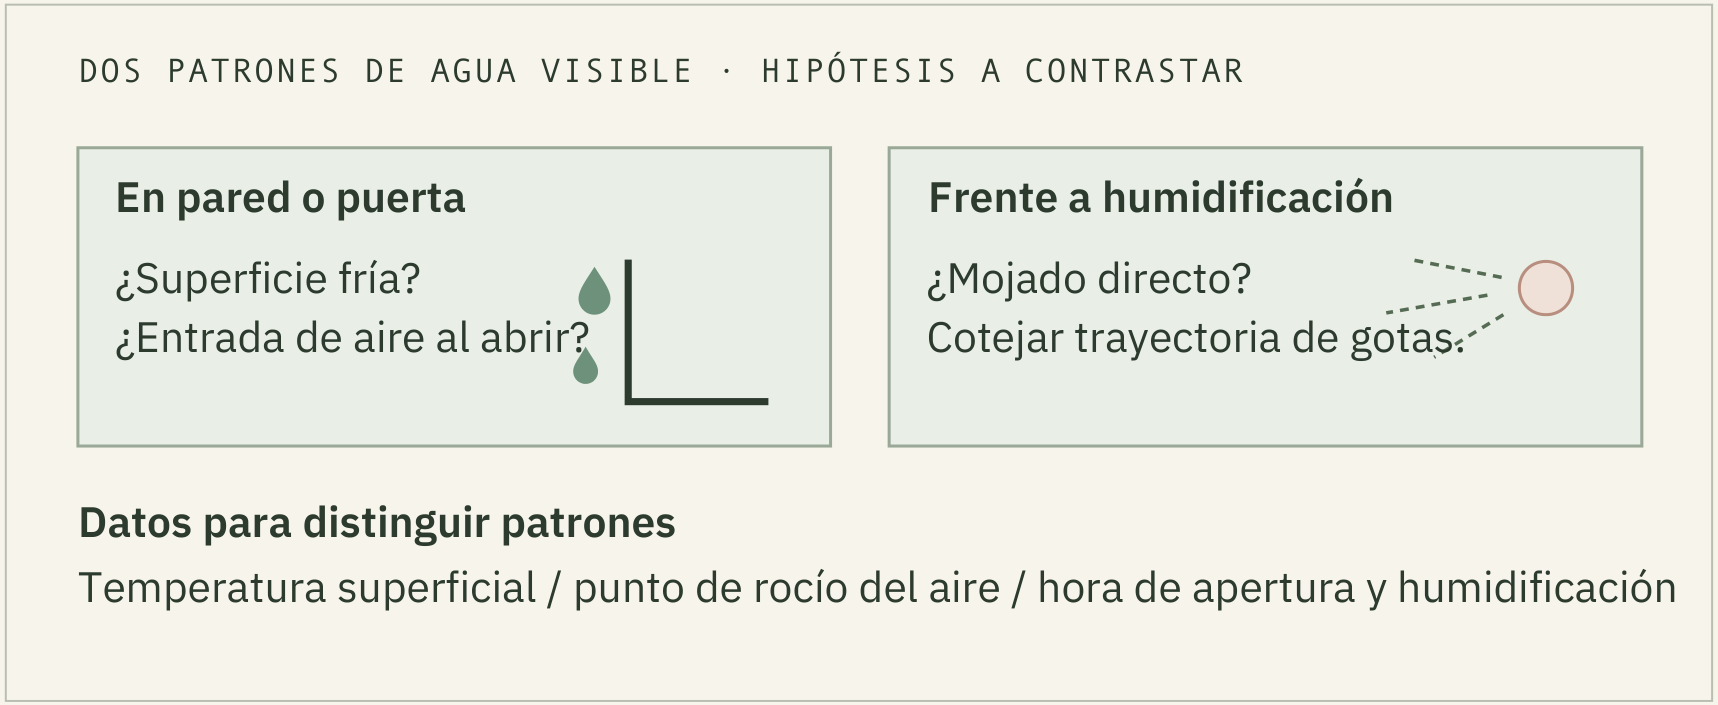 DOS PATRONES DE AGUA VISIBLE · HIPÓTESIS A CONTRASTAR
En pared o puerta
¿Superficie fría?
¿Entrada de aire al abrir?
Frente a humidificación
¿Mojado directo?
Cotejar trayectoria de gotas.
Datos para distinguir patrones
Temperatura superficial / punto de rocío del aire / hora de apertura y humidificación